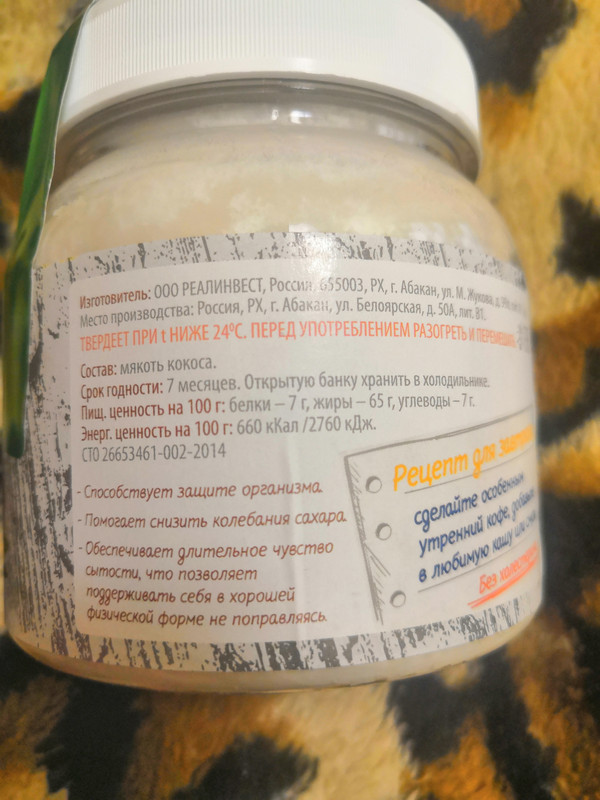 Изготовитель: ООО РЕАЛИНВЕСТ, Россия, 655003, РХ, г. Абакан, ул. М. Жукова, д.
Место производства: Россия, РХ, г. Абакан, ул. Белоярская, д. 50А, лит. В1.
ТВЕРДЕЕТ ПРИ t НИЖЕ 24⁰С. ПЕРЕД УПОТРЕБЛЕНИЕМ РАЗОГРЕТЬ И ПЕРЕМЕШАТЬ
Состав: мякоть кокоса.
Срок годности: 7 месяцев. Открытую банку хранить в холодильнике.
Пищ. ценность на 100 г: белки – 7 г, жиры – 65 г, углеводы – 7 г.
Энерг. ценность на 100 г: 660 кКал /2760 кДж.
СТО 26653461-002-2014
- Способствует защите организма.
- Помогает снизить колебания сахара.
- Обеспечивает длительное чувство
сытости, что позволяет
поддерживать себя в хорошей
физической форме не поправляясь.
Рецепт для
сделайте особенным
утренний кофе,
в любимую кашу или
Без